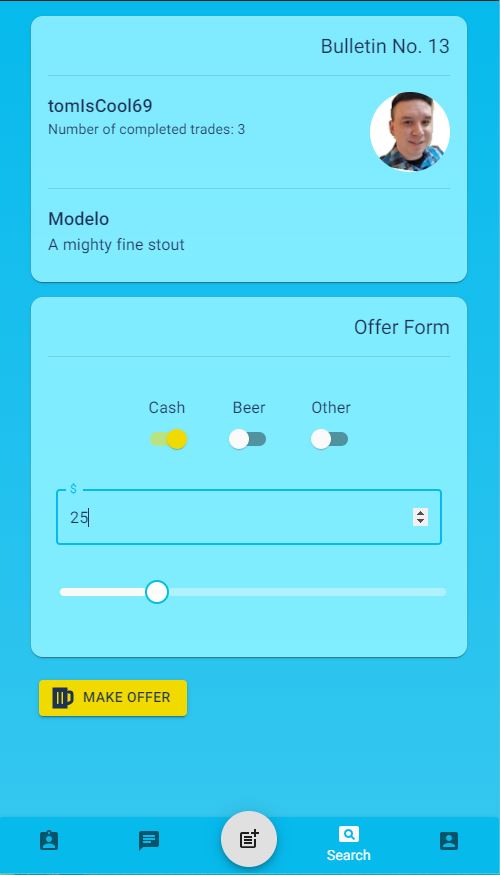 Bulletin No. 13
tomIsCool69
Number of completed trades: 3
Modelo
A mighty fine stout
Offer Form
Cash Beer Other
$
25
MAKE OFFER
Search